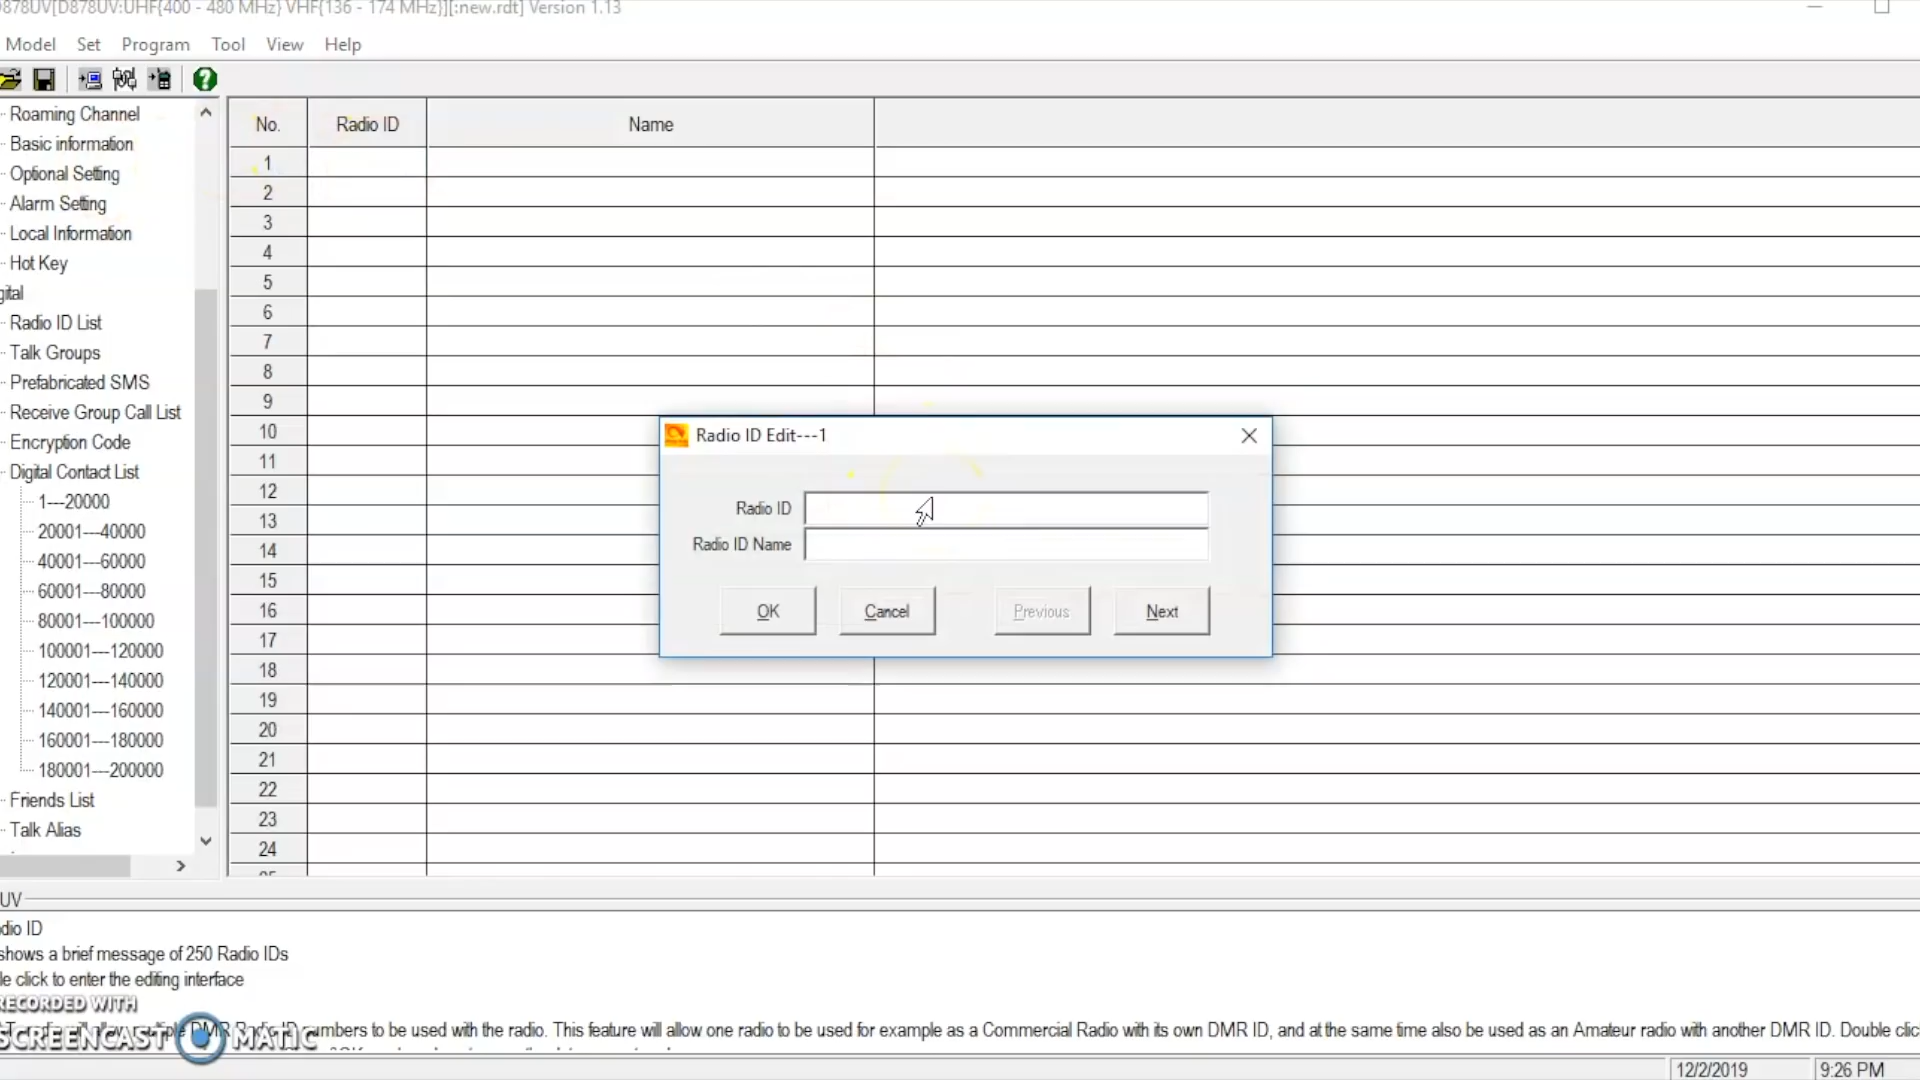 D878UV[D878UV:UHF{400 - 480 MHz} VHF{136 - 174 MHz}][:new.rdt] Version 1.13
Model Set Program Tool View Help
Roaming Channel
Basic information
Optional Setting
Alarm Setting
Local Information
Hot Key
gital
Radio ID List
Talk Groups
Prefabricated SMS
Receive Group Call List
Encryption Code
Digital Contact List
1---20000
20001---40000
40001---60000
60001---80000
80001---100000
100001---120000
120001---140000
140001---160000
160001---180000
180001---200000
Friends List
Talk Alias
No. Radio ID Name
1
2
3
4
5
6
7
8
9
10
11
12
13
14
15
16
17
18
19
20
21
22
23
24
25
Radio ID Edit---1
Radio ID
Radio ID Name
OK Cancel Previous Next
UV
dio ID
shows a brief message of 250 Radio IDs
le click to enter the editing interface
RECORDED WITH
SCREENCAST MATIC
DMR Radio ID numbers to be used with the radio. This feature will allow one radio to be used for example as a Commercial Radio with its own DMR ID, and at the same time also be used as an Amateur radio with another DMR ID. Double clic
12/2/2019 9:26 PM